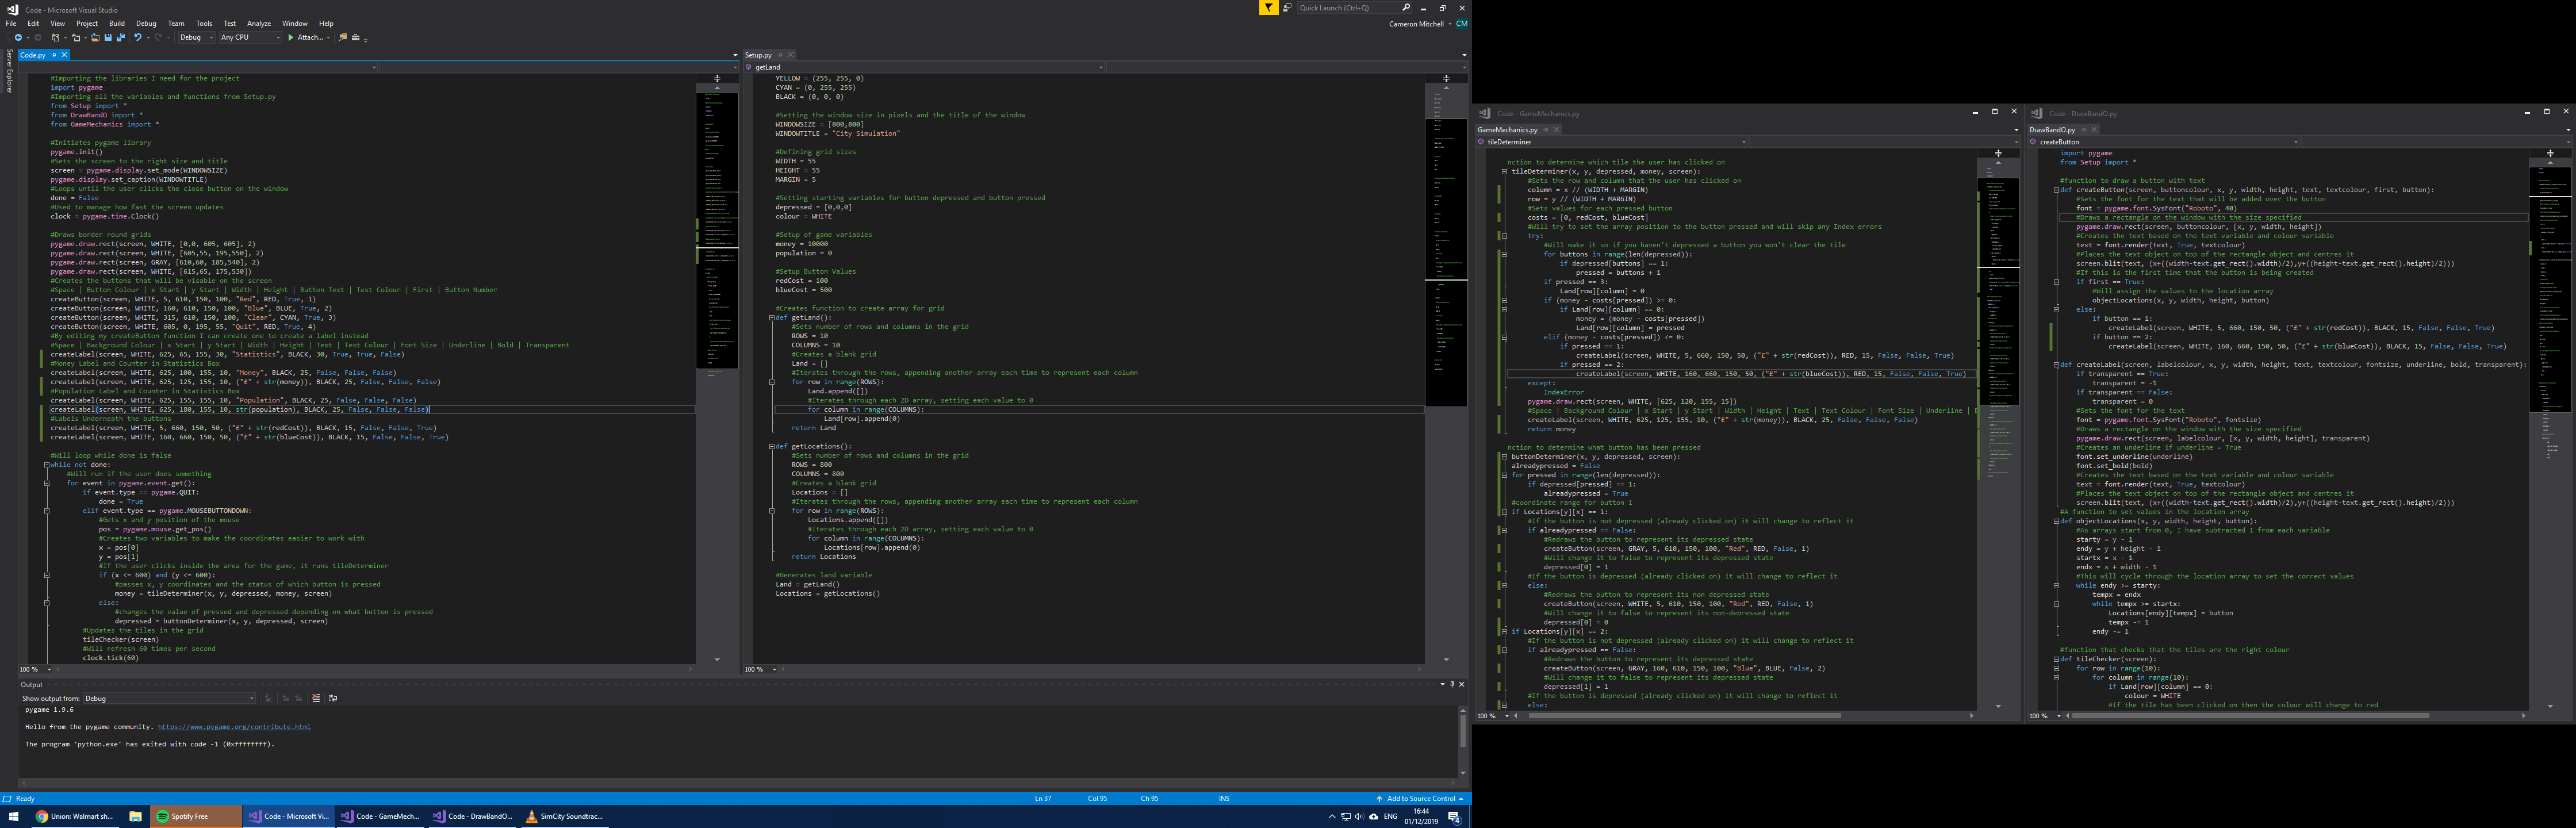 Code - Microsoft Visual Studio
Quick Launch (Ctrl+Q)
File Edit View Project Build Debug Team Tools Test Analyze Window Help
Cameron Mitchell CM
Debug Any CPU Attach...
Server Explorer
Code.py
#Importing the libraries I need for the project
import pygame
#Importing all the variables and functions from Setup.py
from Setup import *
from DrawBandO import *
from GameMechanics import *
#Initiates pygame library
pygame.init()
#Sets the screen to the right size and title
screen = pygame.display.set_mode(WINDOWSIZE)
pygame.display.set_caption(WINDOWTITLE)
#Loops until the user clicks the close button on the window
done = False
#Used to manage how fast the screen updates
clock = pygame.time.Clock()
#Draws border round grids
pygame.draw.rect(screen, WHITE, [0,0, 605, 605], 2)
pygame.draw.rect(screen, WHITE, [605,55, 195,550], 2)
pygame.draw.rect(screen, GRAY, [610,60, 185,540], 2)
pygame.draw.rect(screen, WHITE, [615,65, 175,530])
#Creates the buttons that will be visable on the screen
#Space | Button Colour | x Start | y Start | Width | Height | Button Text | Text Colour | First | Button Number
createButton(screen, WHITE, 5, 610, 150, 100, "Red", RED, True, 1)
createButton(screen, WHITE, 160, 610, 150, 100, "Blue", BLUE, True, 2)
createButton(screen, WHITE, 315, 610, 150, 100, "Clear", CYAN, True, 3)
createButton(screen, WHITE, 605, 0, 195, 55, "Quit", RED, True, 4)
#By editing my createButton function I can create one to create a label instead
#Space | Background Colour | x Start | y Start | Width | Height | Text | Text Colour | Font Size | Underline | Bold | Transparent
createLabel(screen, WHITE, 625, 65, 155, 30, "Statistics", BLACK, 30, True, True, False)
#Money Label and Counter in Statistics Box
createLabel(screen, WHITE, 625, 100, 155, 10, "Money", BLACK, 25, False, False, False)
createLabel(screen, WHITE, 625, 125, 155, 10, ("£" + str(money)), BLACK, 25, False, False, False)
#Population Label and Counter in Statistics Box
createLabel(screen, WHITE, 625, 155, 155, 10, "Population", BLACK, 25, False, False, False)
createLabel(screen, WHITE, 625, 180, 155, 10, str(population), BLACK, 25, False, False, False)
#Labels Underneath the buttons
createLabel(screen, WHITE, 5, 660, 150, 50, ("£" + str(redCost)), BLACK, 15, False, False, True)
createLabel(screen, WHITE, 160, 660, 150, 50, ("£" + str(blueCost)), BLACK, 15, False, False, True)
#Will loop while done is false
while not done:
#Will run if the user does something
for event in pygame.event.get():
if event.type == pygame.QUIT:
done = True
elif event.type == pygame.MOUSEBUTTONDOWN:
#Gets x and y position of the mouse
pos = pygame.mouse.get_pos()
#Creates two variables to make the coordinates easier to work with
x = pos[0]
y = pos[1]
#If the user clicks inside the area for the game, it runs tileDeterminer
if (x <= 600) and (y <= 600):
#passes x, y coordinates and the status of which button is pressed
money = tileDeterminer(x, y, depressed, money, screen)
else:
#changes the value of pressed and depressed depending on what button is pressed
depressed = buttonDeterminer(x, y, depressed, screen)
#Updates the tiles in the grid
tileChecker(screen)
#Will refresh 60 times per second
clock.tick(60)
100 %
Setup.py
getLand
YELLOW = (255, 255, 0)
CYAN = (0, 255, 255)
BLACK = (0, 0, 0)
#Setting the window size in pixels and the title of the window
WINDOWSIZE = [800,800]
WINDOWTITLE = "City Simulation"
#Defining grid sizes
WIDTH = 55
HEIGHT = 55
MARGIN = 5
#Setting starting variables for button depressed and button pressed
depressed = [0,0,0]
colour = WHITE
#Setup of game variables
money = 10000
population = 0
#Setup Button Values
redCost = 100
blueCost = 500
#Creates function to create array for grid
def getLand():
#Sets number of rows and columns in the grid
ROWS = 10
COLUMNS = 10
#Creates a blank grid
Land = []
#Iterates through the rows, appending another array each time to represent each column
for row in range(ROWS):
Land.append([])
#Iterates through each 2D array, setting each value to 0
for column in range(COLUMNS):
Land[row].append(0)
return Land
def getLocations():
#Sets number of rows and columns in the grid
ROWS = 800
COLUMNS = 800
#Creates a blank grid
Locations = []
#Iterates through the rows, appending another array each time to represent each column
for row in range(ROWS):
Locations.append([])
#Iterates through each 2D array, setting each value to 0
for column in range(COLUMNS):
Locations[row].append(0)
return Locations
#Generates land variable
Land = getLand()
Locations = getLocations()
100 %
Output
Show output from: Debug
pygame 1.9.6
Hello from the pygame community. https://www.pygame.org/contribute.html
The program 'python.exe' has exited with code -1 (0xffffffff).
Ready Ln 37 Col 95 Ch 95 INS Add to Source Control
Union: Walmart sh... Spotify Free Code - Microsoft Vi... Code - GameMech... Code - DrawBandO... SimCity Soundtrac...
ENG 16:44
01/12/2019 4
Code - GameMechanics.py
GameMechanics.py
tileDeterminer
nction to determine which tile the user has clicked on
tileDeterminer(x, y, depressed, money, screen):
#Sets the row and column that the user has clicked on
column = x // (WIDTH + MARGIN)
row = y // (WIDTH + MARGIN)
#Sets values for each pressed button
costs = [0, redCost, blueCost]
#Will try to set the array position to the button pressed and will skip any Index errors
try:
#Will make it so if you haven't depressed a button you won't clear the tile
for buttons in range(len(depressed)):
if depressed[buttons] == 1:
pressed = buttons + 1
if pressed == 3:
Land[row][column] = 0
if (money - costs[pressed]) >= 0:
if Land[row][column] == 0:
money = (money - costs[pressed])
Land[row][column] = pressed
elif (money - costs[pressed]) <= 0:
if pressed == 1:
createLabel(screen, WHITE, 5, 660, 150, 50, ("£" + str(redCost)), RED, 15, False, False, True)
if pressed == 2:
createLabel(screen, WHITE, 160, 660, 150, 50, ("£" + str(blueCost)), RED, 15, False, False, True)
except:
IndexError
pygame.draw.rect(screen, WHITE, [625, 120, 155, 15])
#Space | Background Colour | x Start | y Start | Width | Height | Text | Text Colour | Font Size | Underline |
createLabel(screen, WHITE, 625, 125, 155, 10, ("£" + str(money)), BLACK, 25, False, False, False)
return money
nction to determine what button has been pressed
buttonDeterminer(x, y, depressed, screen):
alreadypressed = False
for pressed in range(len(depressed)):
if depressed[pressed] == 1:
alreadypressed = True
#coordinate range for button 1
if Locations[y][x] == 1:
#If the button is not depressed (already clicked on) it will change to reflect it
if alreadypressed == False:
#Redraws the button to represent its depressed state
createButton(screen, GRAY, 5, 610, 150, 100, "Red", RED, False, 1)
#Will change it to false to represent its depressed state
depressed[0] = 1
#If the button is depressed (already clicked on) it will change to reflect it
else:
#Redraws the button to represent its non depressed state
createButton(screen, WHITE, 5, 610, 150, 100, "Red", RED, False, 1)
#Will change it to false to represent its non-depressed state
depressed[0] = 0
if Locations[y][x] == 2:
#If the button is not depressed (already clicked on) it will change to reflect it
if alreadypressed == False:
#Redraws the button to represent its depressed state
createButton(screen, GRAY, 160, 610, 150, 100, "Blue", BLUE, False, 2)
#Will change it to false to represent its depressed state
depressed[1] = 1
#If the button is depressed (already clicked on) it will change to reflect it
else:
100 %
Code - DrawBandO.py
DrawBandO.py
createButton
import pygame
from Setup import *
#function to draw a button with text
def createButton(screen, buttoncolour, x, y, width, height, text, textcolour, first, button):
#Sets the font for the text that will be added over the button
font = pygame.font.SysFont("Roboto", 40)
#Draws a rectangle on the window with the size specified
pygame.draw.rect(screen, buttoncolour, [x, y, width, height])
#Creates the text based on the text variable and colour variable
text = font.render(text, True, textcolour)
#Places the text object on top of the rectangle object and centres it
screen.blit(text, (x+((width-text.get_rect().width)/2),y+((height-text.get_rect().height)/2)))
#If this is the first time that the button is being created
if first == True:
#Will assign the values to the location array
objectLocations(x, y, width, height, button)
else:
if button == 1:
createLabel(screen, WHITE, 5, 660, 150, 50, ("£" + str(redCost)), BLACK, 15, False, False, True)
if button == 2:
createLabel(screen, WHITE, 160, 660, 150, 50, ("£" + str(blueCost)), BLACK, 15, False, False, True)
def createLabel(screen, labelcolour, x, y, width, height, text, textcolour, fontsize, underline, bold, transparent):
if transparent == True:
transparent = -1
if transparent == False:
transparent = 0
#Sets the font for the text
font = pygame.font.SysFont("Roboto", fontsize)
#Draws a rectangle on the window with the size specified
pygame.draw.rect(screen, labelcolour, [x, y, width, height], transparent)
#Creates an underline if underline = True
font.set_underline(underline)
font.set_bold(bold)
#Creates the text based on the text variable and colour variable
text = font.render(text, True, textcolour)
#Places the text object on top of the rectangle object and centres it
screen.blit(text, (x+((width-text.get_rect().width)/2),y+((height-text.get_rect().height)/2)))
#A function to set values in the location array
def objectLocations(x, y, width, height, button):
#As arrays start from 0, I have subtracted 1 from each variable
starty = y - 1
endy = y + height - 1
startx = x - 1
endx = x + width - 1
#This will cycle through the location array to set the correct values
while endy >= starty:
tempx = endx
while tempx >= startx:
Locations[endy][tempx] = button
tempx -= 1
endy -= 1
#function that checks that the tiles are the right colour
def tileChecker(screen):
for row in range(10):
for column in range(10):
if Land[row][column] == 0:
colour = WHITE
#If the tile has been clicked on then the colour will change to red
100 %